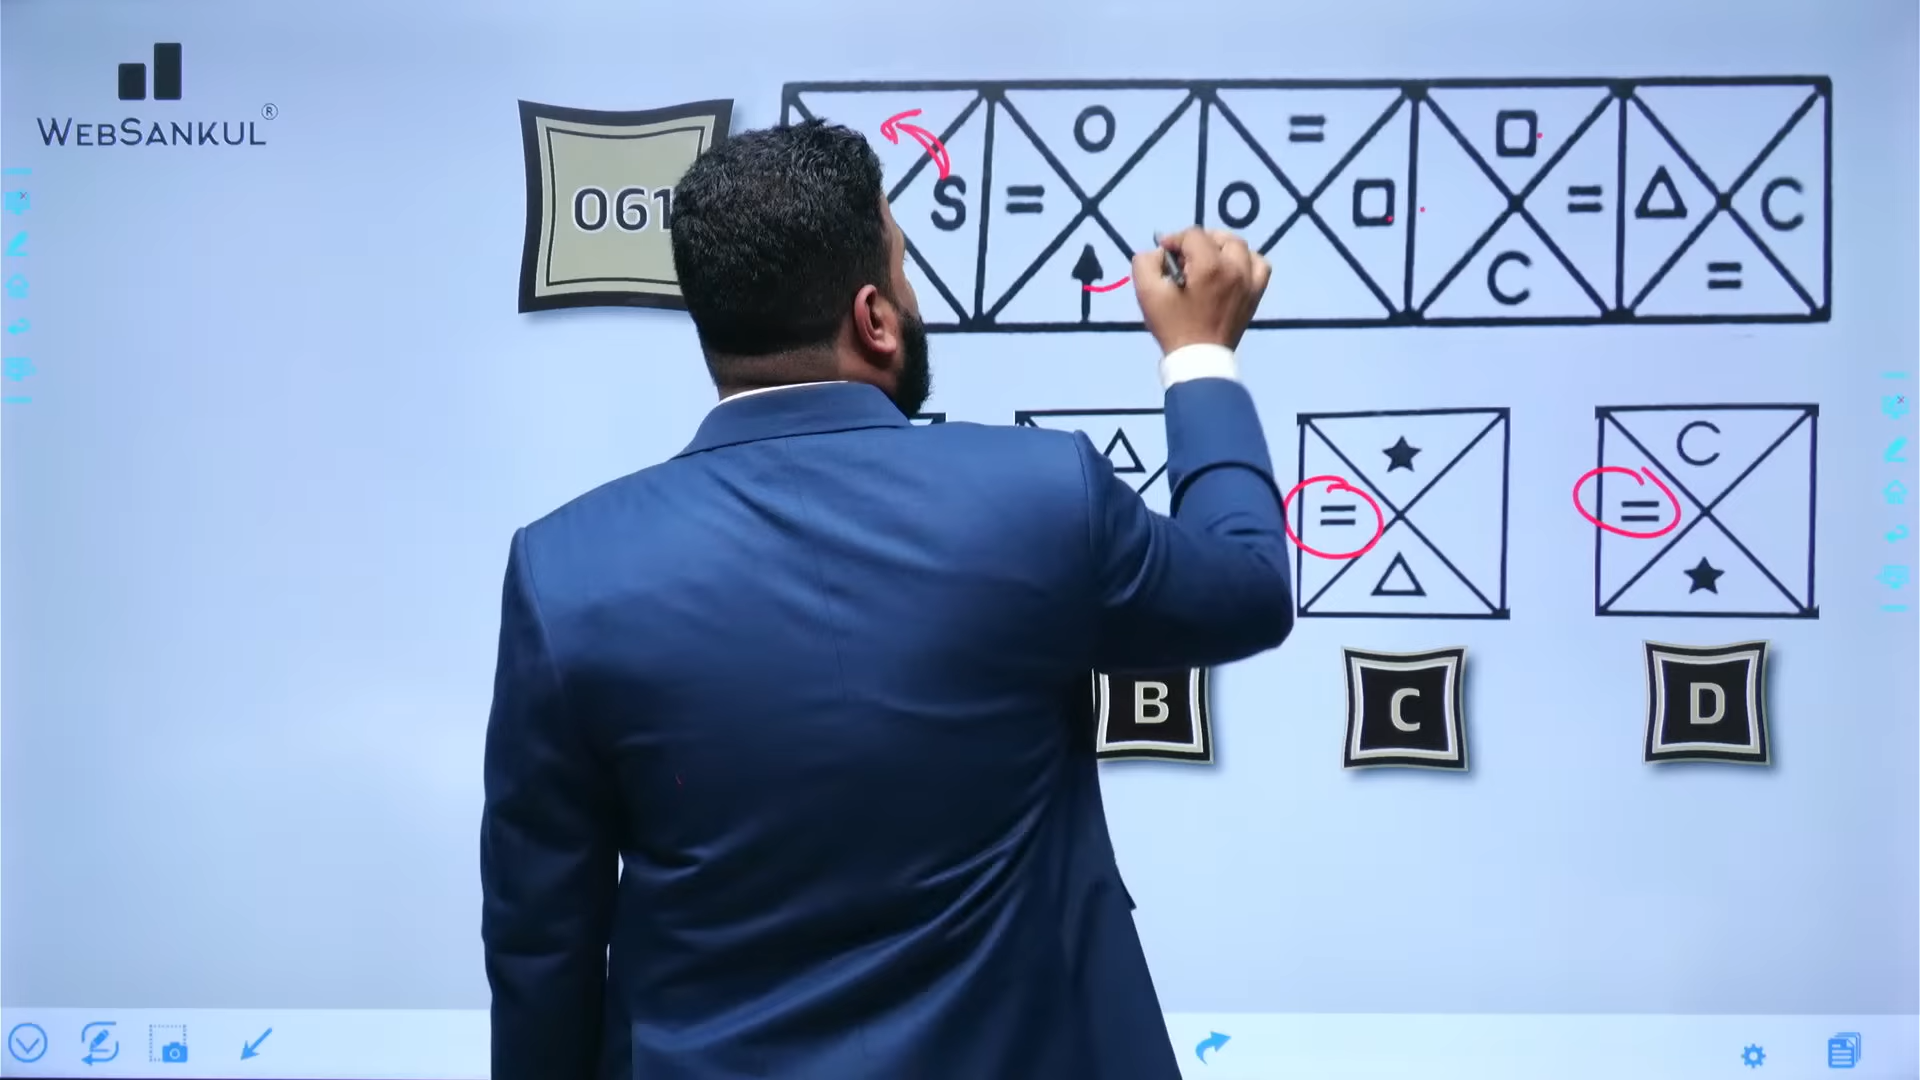 WEBSANKUL®
061
S = O = O C = C =
= =
C
B C D